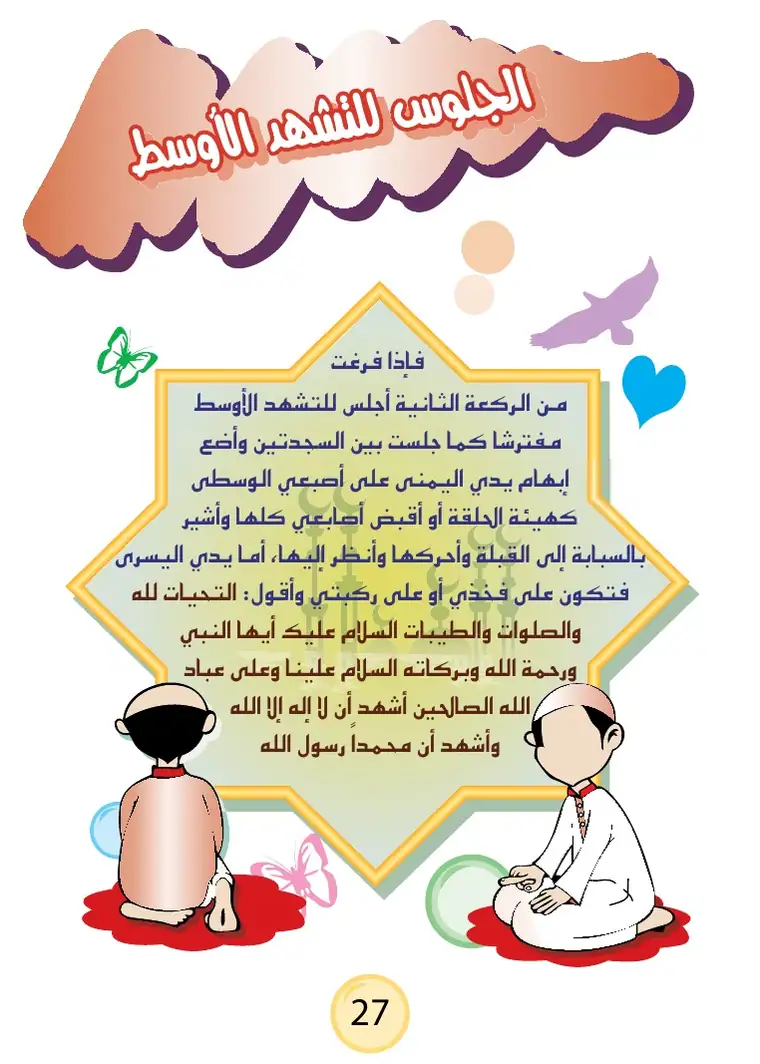 الجلوس للتشهد الأوسط
فإذا فرغت
من الركعة الثانية أجلس للتشهد الأوسط
مفترشا كما جلست بين السجدتين وأضع
إبهام يدي اليمنى على أصبعي الوسطى
كهيئة الحلقة أو أقبض أصابعي كلها وأشير
بالسبابة إلى القبلة وأحركها وأنظر إليها، أما يدي اليسرى
فتكون على فخذي أو على ركبتي وأقول: التحيات لله
والصلوات والطيبات السلام عليك أيها النبي
ورحمة الله وبركاته السلام علينا وعلى عباد
الله الصالحين أشهد أن لا إله إلا الله
وأشهد أن محمداً رسول الله
27